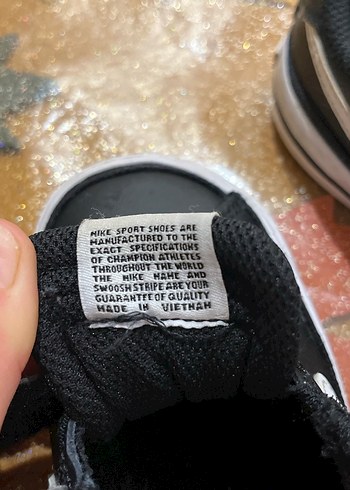 NIKE SPORT SHOES ARE
MANUFACTURED TO THE
EXACT SPECIFICATIONS
OF CHAMPION ATHLETES
THROUGHOUT THE WORLD
THE NIKE NAME AND
SWOOSH STRIPE ARE YOUR
GUARANTEE OF QUALITY
MADE IN VIETNAM